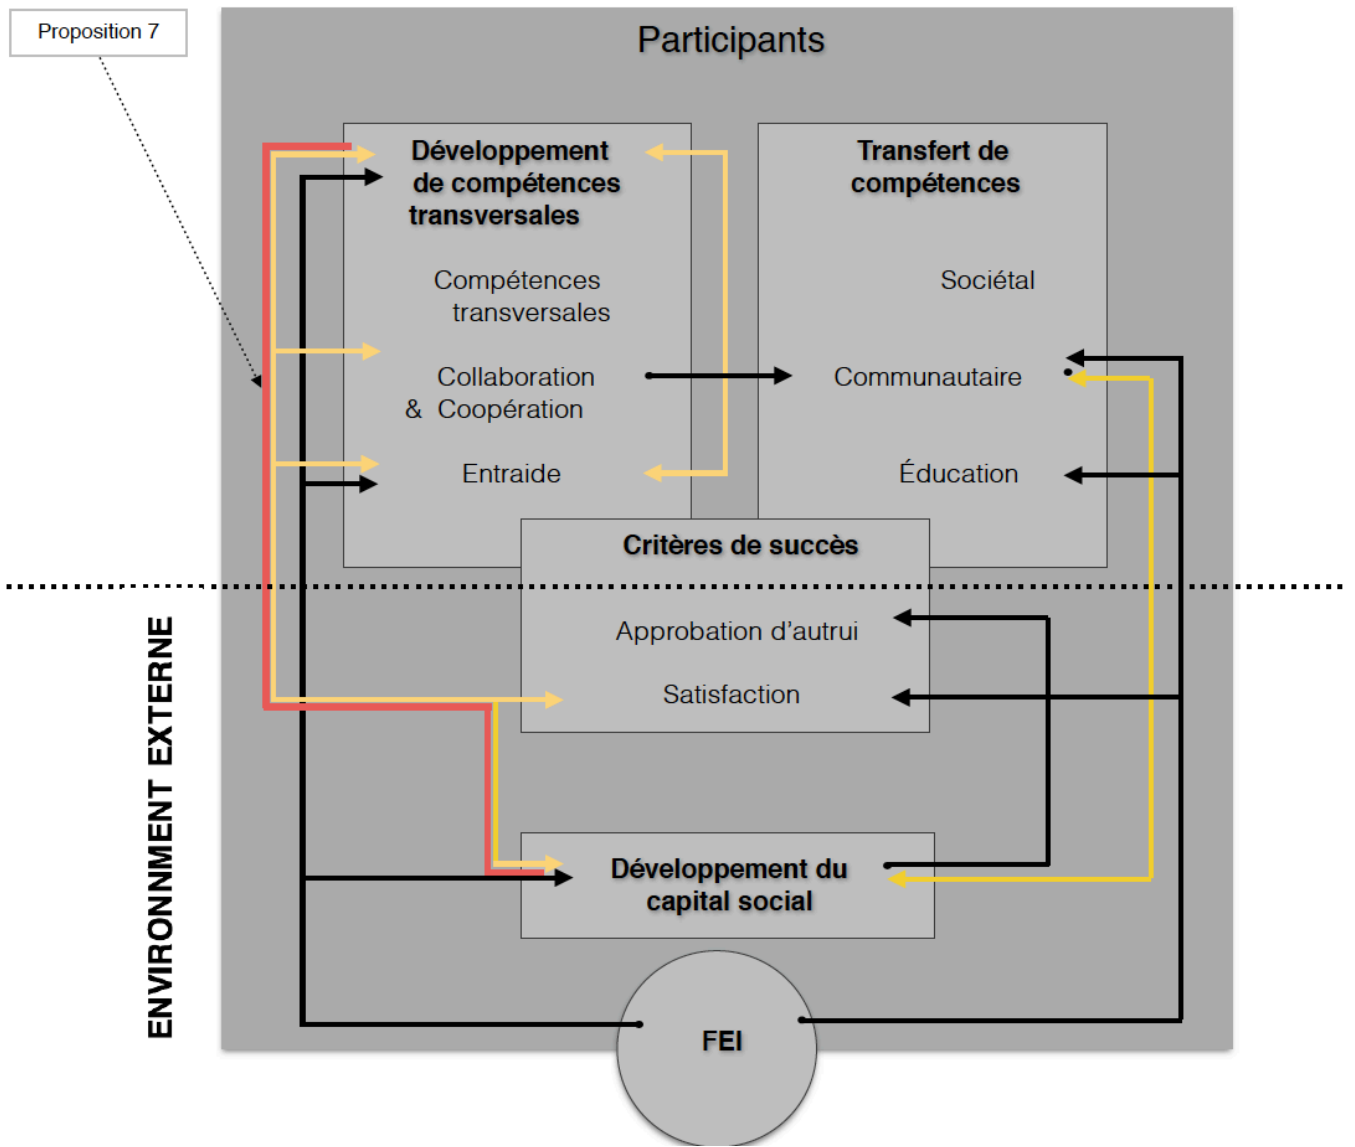 Proposition 7
Participants
Développement
de compétences
transversales
Compétences
transversales
Collaboration
& Coopération
Entraide
Transfert de
compétences
Sociétal
Communautaire
Éducation
Critères de succès
Approbation d'autrui
Satisfaction
ENVIRONMENT EXTERNE
Développement du
capital social
FEI